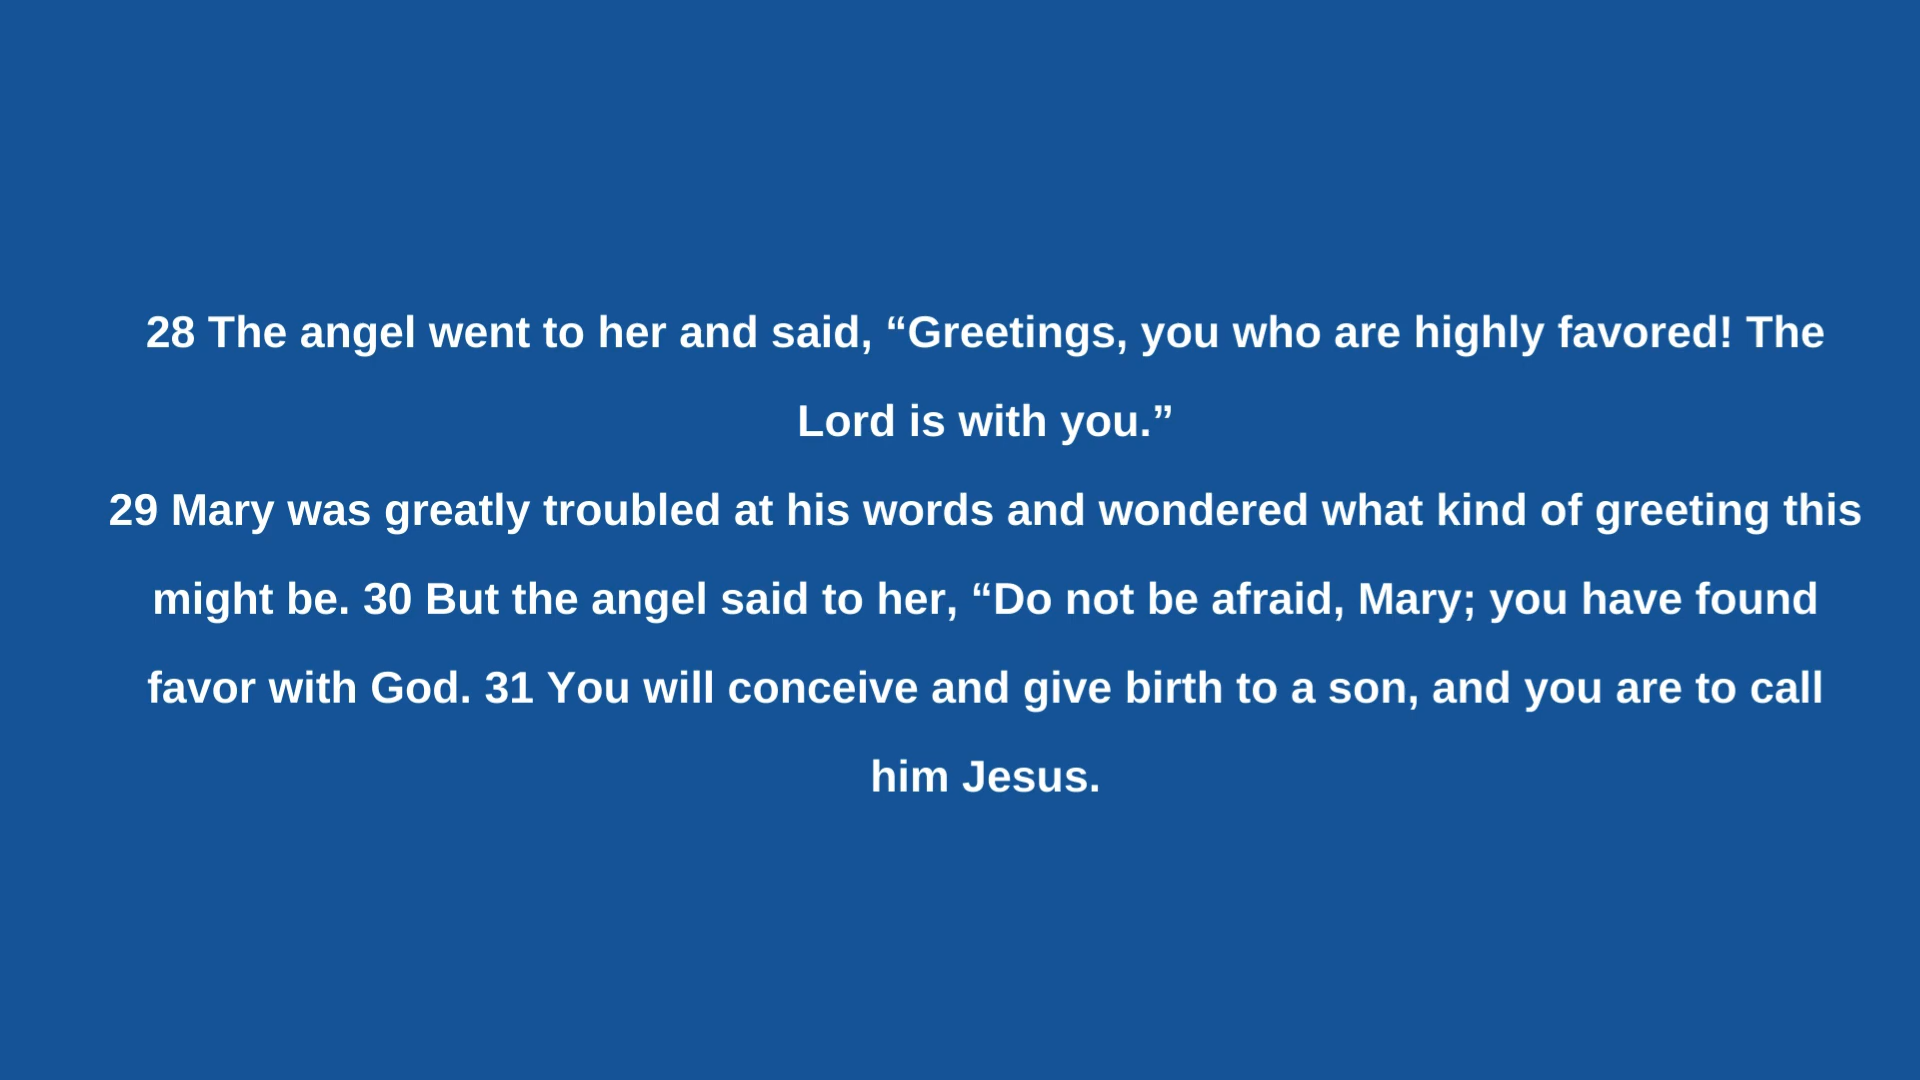 28 The angel went to her and said, “Greetings, you who are highly favored! The
Lord is with you.”
29 Mary was greatly troubled at his words and wondered what kind of greeting this
might be. 30 But the angel said to her, “Do not be afraid, Mary; you have found
favor with God. 31 You will conceive and give birth to a son, and you are to call
him Jesus.